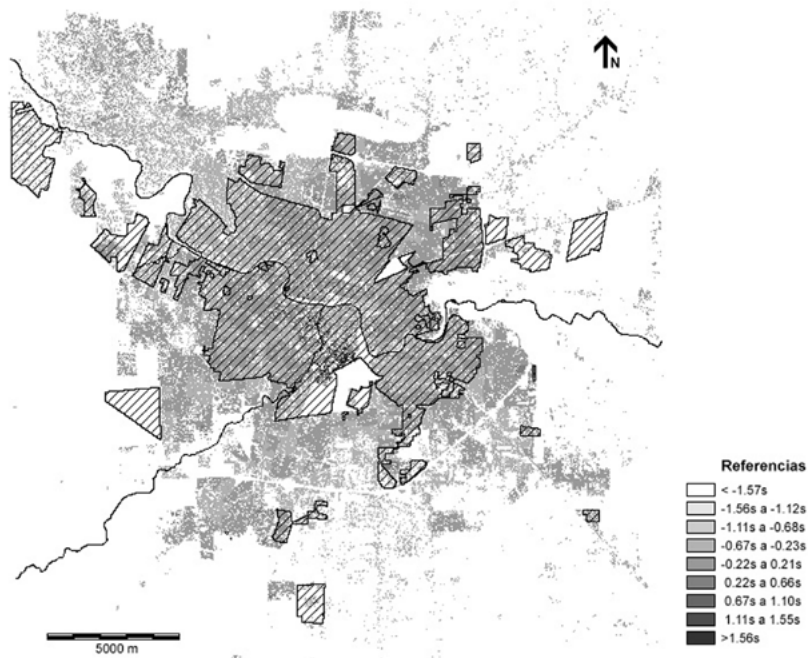 N
Referencias
< -1.57s
-1.56s a -1.12s
-1.11s a -0.68s
-0.67s a -0.23s
-0.22s a 0.21s
0.22s a 0.66s
0.67s a 1.10s
1.11s a 1.55s
>1.56s
5000 m